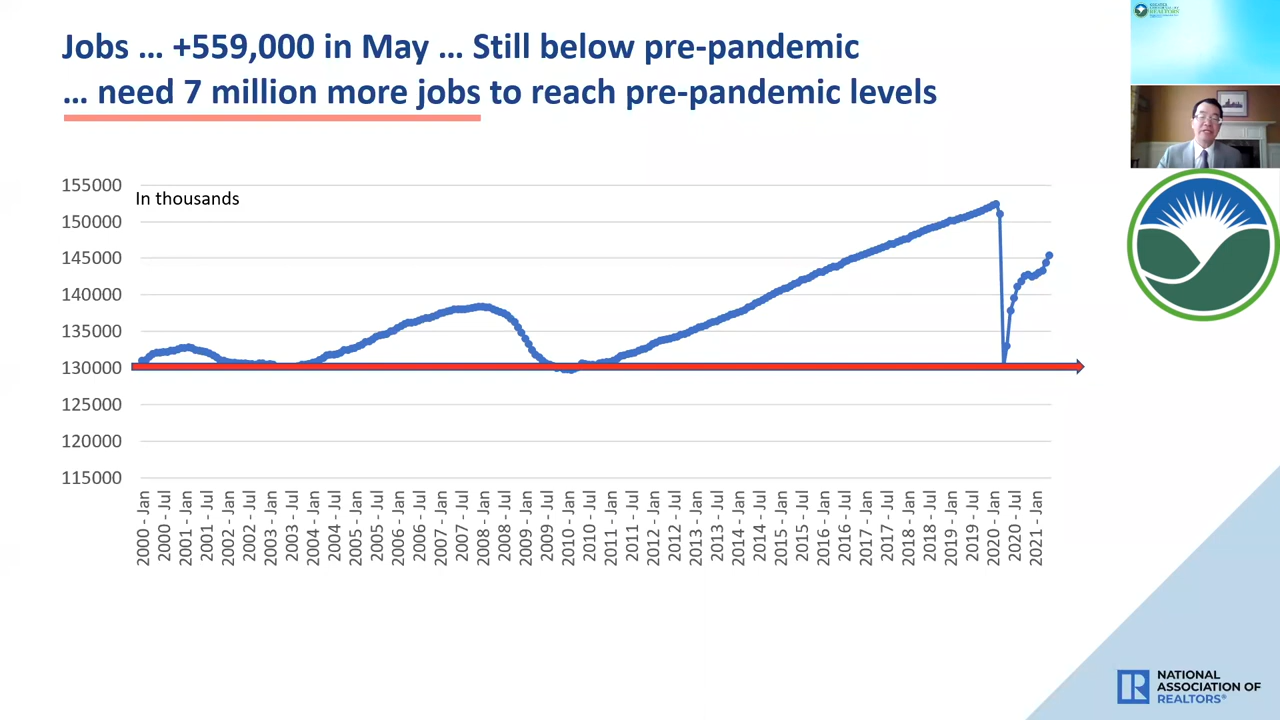 Jobs … +559,000 in May … Still below pre-pandemic
… need 7 million more jobs to reach pre-pandemic levels
In thousands
155000
150000
145000
140000
135000
130000
125000
120000
115000
2000 - Jan
2000 - Jul
2001 - Jan
2001 - Jul
2002 - Jan
2002 - Jul
2003 - Jan
2003 - Jul
2004 - Jan
2004 - Jul
2005 - Jan
2005 - Jul
2006 - Jan
2006 - Jul
2007 - Jan
2007 - Jul
2008 - Jan
2008 - Jul
2009 - Jan
2009 - Jul
2010 - Jan
2010 - Jul
2011 - Jan
2011 - Jul
2012 - Jan
2012 - Jul
2013 - Jan
2013 - Jul
2014 - Jan
2014 - Jul
2015 - Jan
2015 - Jul
2016 - Jan
2016 - Jul
2017 - Jan
2017 - Jul
2018 - Jan
2018 - Jul
2019 - Jan
2019 - Jul
2020 - Jan
2020 - Jul
2021 - Jan
NATIONAL
ASSOCIATION OF
REALTORS®